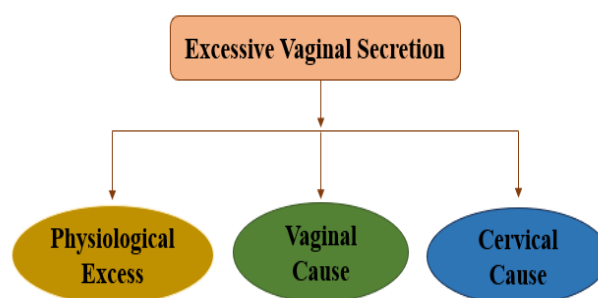 Excessive Vaginal Secretion
Physiological
Excess
Vaginal
Cause
Cervical
Cause